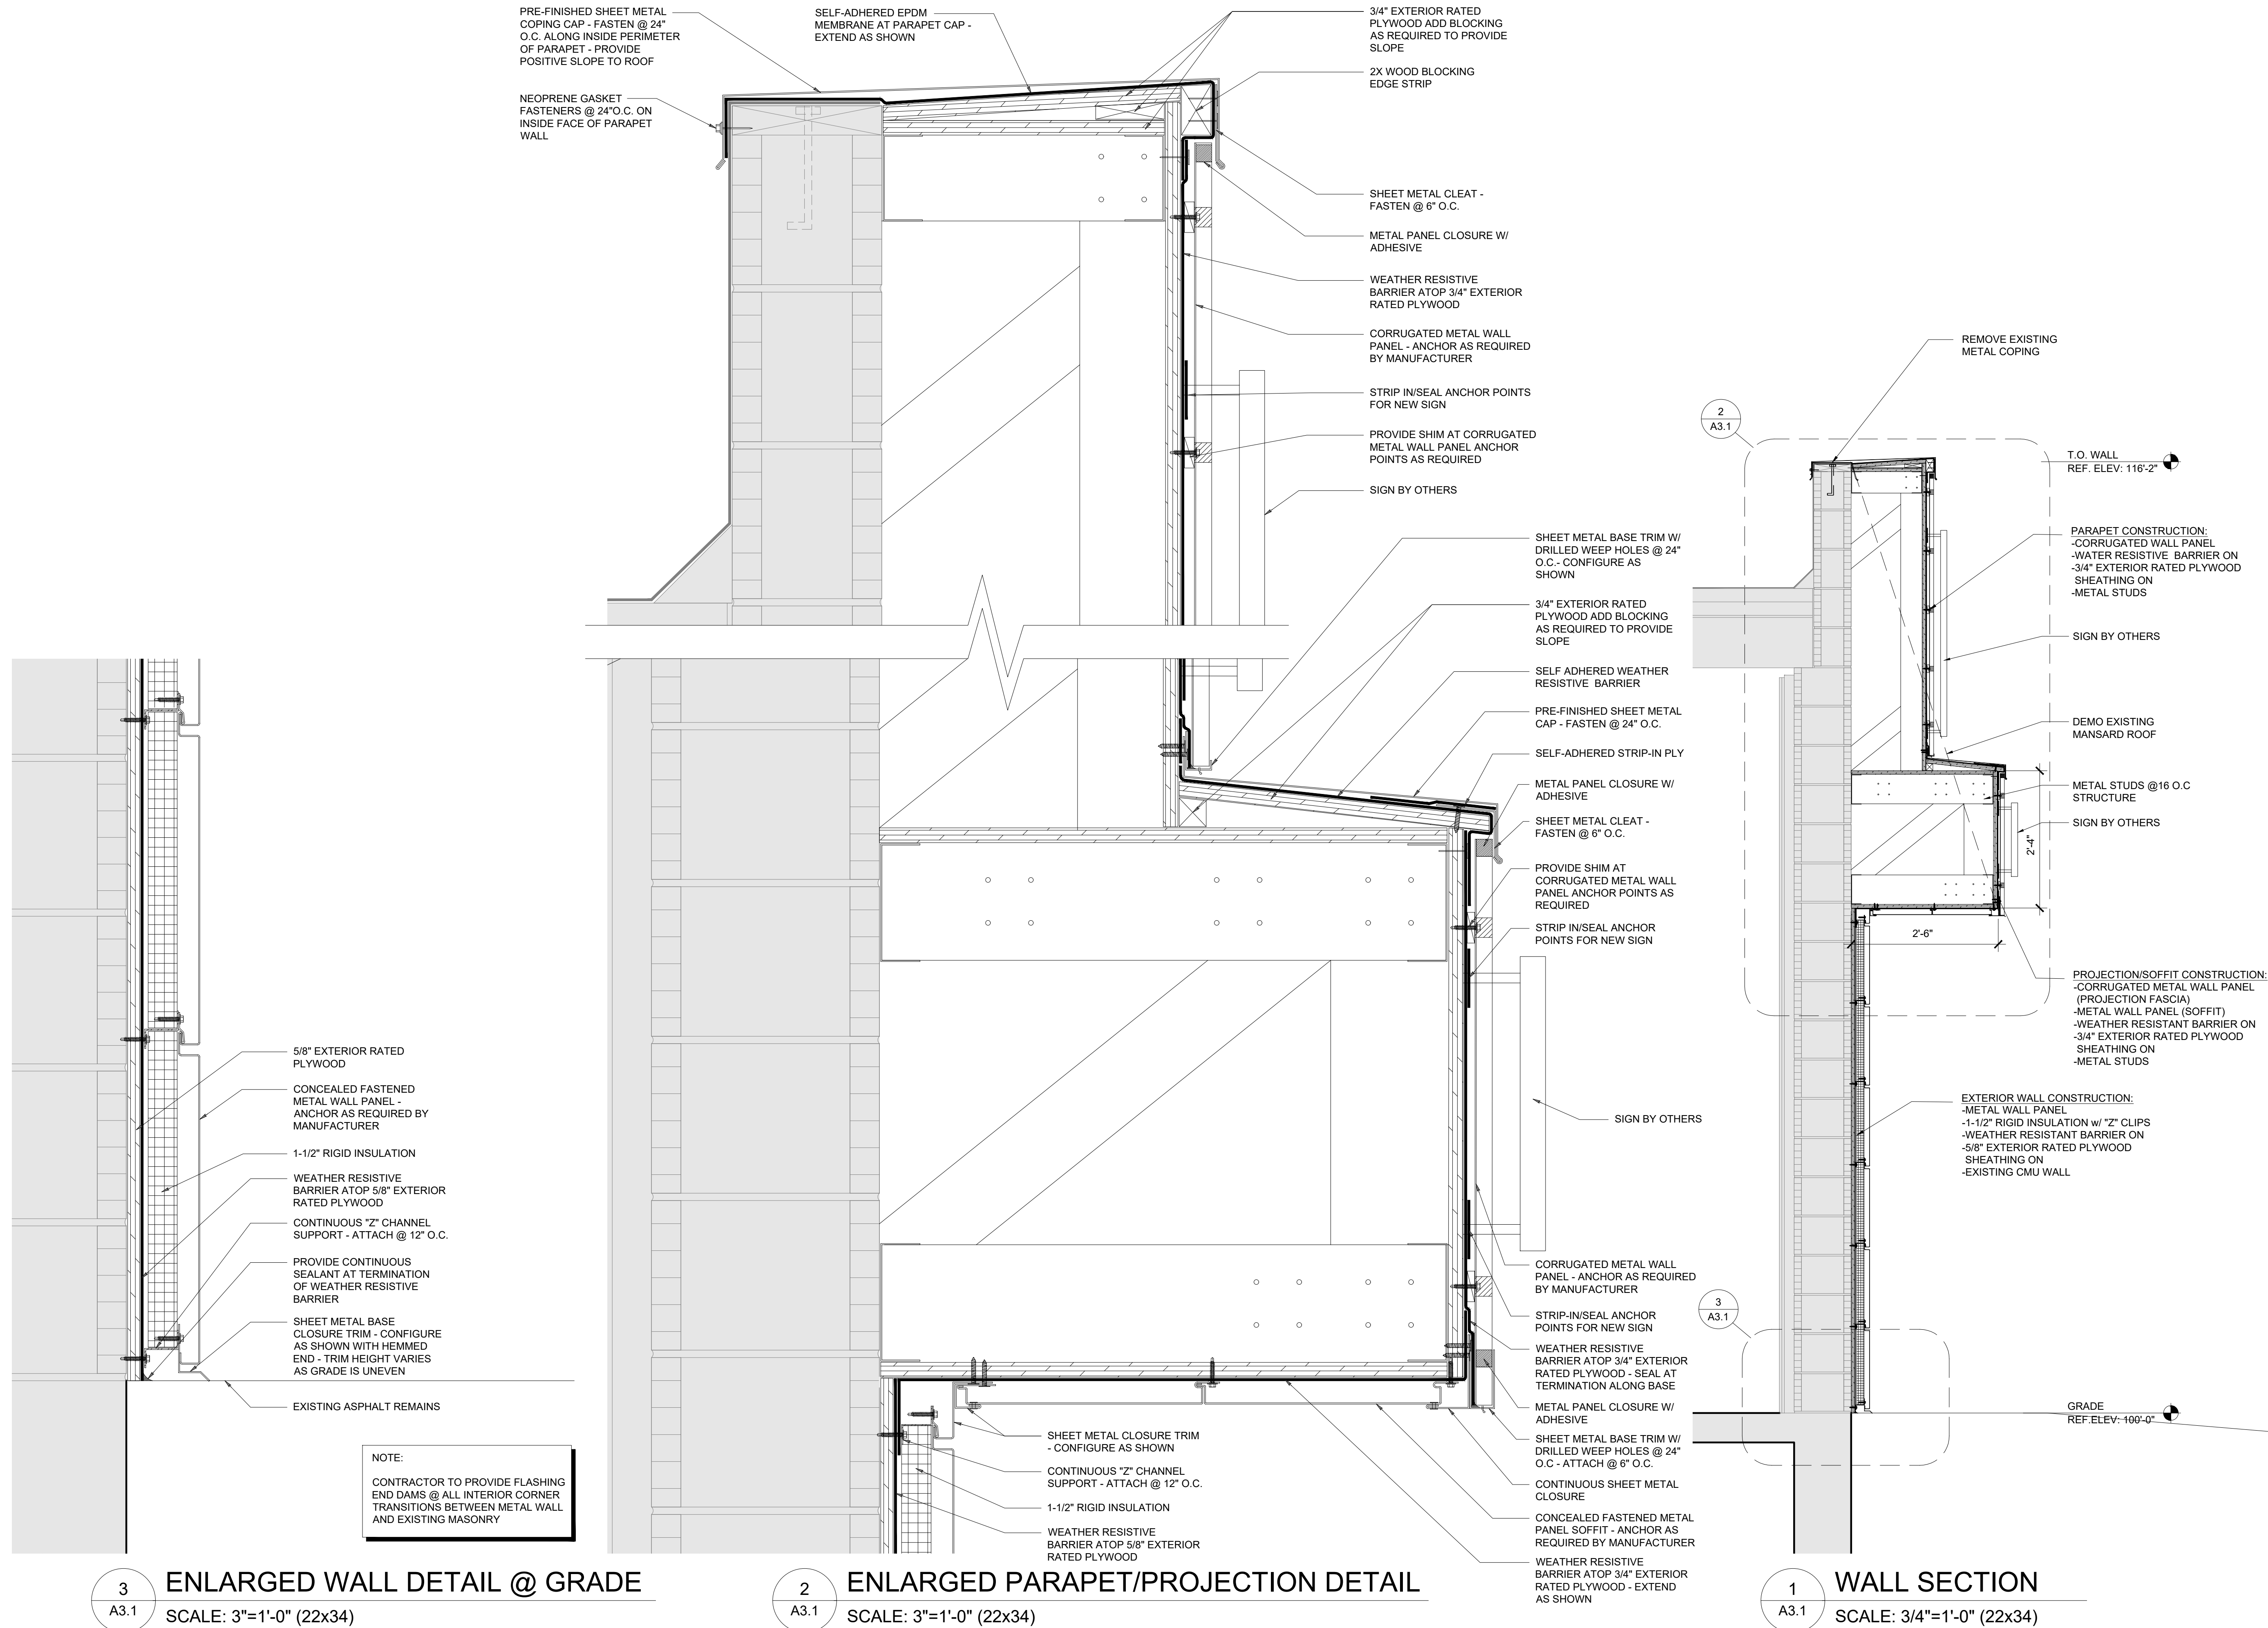 PRE-FINISHED SHEET METAL
COPING CAP - FASTEN @ 24"
O.C. ALONG INSIDE PERIMETER
OF PARAPET - PROVIDE
POSITIVE SLOPE TO ROOF
NEOPRENE GASKET
FASTENERS @ 24"O.C. ON
INSIDE FACE OF PARAPET
WALL
SELF-ADHERED EPDM
MEMBRANE AT PARAPET CAP -
EXTEND AS SHOWN
3/4" EXTERIOR RATED
PLYWOOD ADD BLOCKING
AS REQUIRED TO PROVIDE
SLOPE
2X WOOD BLOCKING
EDGE STRIP
SHEET METAL CLEAT -
FASTEN @ 6" O.C.
METAL PANEL CLOSURE W/
ADHESIVE
WEATHER RESISTIVE
BARRIER ATOP 3/4" EXTERIOR
RATED PLYWOOD
CORRUGATED METAL WALL
PANEL - ANCHOR AS REQUIRED
BY MANUFACTURER
STRIP IN/SEAL ANCHOR POINTS
FOR NEW SIGN
PROVIDE SHIM AT CORRUGATED
METAL WALL PANEL ANCHOR
POINTS AS REQUIRED
SIGN BY OTHERS
SHEET METAL BASE TRIM W/
DRILLED WEEP HOLES @ 24"
O.C.- CONFIGURE AS
SHOWN
3/4" EXTERIOR RATED
PLYWOOD ADD BLOCKING
AS REQUIRED TO PROVIDE
SLOPE
SELF ADHERED WEATHER
RESISTIVE BARRIER
PRE-FINISHED SHEET METAL
CAP - FASTEN @ 24" O.C.
SELF-ADHERED STRIP-IN PLY
METAL PANEL CLOSURE W/
ADHESIVE
SHEET METAL CLEAT -
FASTEN @ 6" O.C.
PROVIDE SHIM AT
CORRUGATED METAL WALL
PANEL ANCHOR POINTS AS
REQUIRED
STRIP IN/SEAL ANCHOR
POINTS FOR NEW SIGN
SIGN BY OTHERS
CORRUGATED METAL WALL
PANEL - ANCHOR AS REQUIRED
BY MANUFACTURER
STRIP-IN/SEAL ANCHOR
POINTS FOR NEW SIGN
WEATHER RESISTIVE
BARRIER ATOP 3/4" EXTERIOR
RATED PLYWOOD - SEAL AT
TERMINATION ALONG BASE
METAL PANEL CLOSURE W/
ADHESIVE
SHEET METAL BASE TRIM W/
DRILLED WEEP HOLES @ 24"
O.C - ATTACH @ 6" O.C.
CONTINUOUS SHEET METAL
CLOSURE
CONCEALED FASTENED METAL
PANEL SOFFIT - ANCHOR AS
REQUIRED BY MANUFACTURER
WEATHER RESISTIVE
BARRIER ATOP 3/4" EXTERIOR
RATED PLYWOOD - EXTEND
AS SHOWN
SHEET METAL CLOSURE TRIM
- CONFIGURE AS SHOWN
CONTINUOUS "Z" CHANNEL
SUPPORT - ATTACH @ 12" O.C.
1-1/2" RIGID INSULATION
WEATHER RESISTIVE
BARRIER ATOP 5/8" EXTERIOR
RATED PLYWOOD
5/8" EXTERIOR RATED
PLYWOOD
CONCEALED FASTENED
METAL WALL PANEL -
ANCHOR AS REQUIRED BY
MANUFACTURER
1-1/2" RIGID INSULATION
WEATHER RESISTIVE
BARRIER ATOP 5/8" EXTERIOR
RATED PLYWOOD
CONTINUOUS "Z" CHANNEL
SUPPORT - ATTACH @ 12" O.C.
PROVIDE CONTINUOUS
SEALANT AT TERMINATION
OF WEATHER RESISTIVE
BARRIER
SHEET METAL BASE
CLOSURE TRIM - CONFIGURE
AS SHOWN WITH HEMMED
END - TRIM HEIGHT VARIES
AS GRADE IS UNEVEN
EXISTING ASPHALT REMAINS
NOTE:
CONTRACTOR TO PROVIDE FLASHING
END DAMS @ ALL INTERIOR CORNER
TRANSITIONS BETWEEN METAL WALL
AND EXISTING MASONRY
REMOVE EXISTING
METAL COPING
2
A3.1
T.O. WALL
REF. ELEV: 116'-2"
PARAPET CONSTRUCTION:
-CORRUGATED WALL PANEL
-WATER RESISTIVE BARRIER ON
-3/4" EXTERIOR RATED PLYWOOD
SHEATHING ON
-METAL STUDS
SIGN BY OTHERS
DEMO EXISTING
MANSARD ROOF
METAL STUDS @16 O.C
STRUCTURE
SIGN BY OTHERS
2'-4"
2'-6"
PROJECTION/SOFFIT CONSTRUCTION:
-CORRUGATED METAL WALL PANEL
(PROJECTION FASCIA)
-METAL WALL PANEL (SOFFIT)
-WEATHER RESISTANT BARRIER ON
-3/4" EXTERIOR RATED PLYWOOD
SHEATHING ON
-METAL STUDS
EXTERIOR WALL CONSTRUCTION:
-METAL WALL PANEL
-1-1/2" RIGID INSULATION w/ "Z" CLIPS
-WEATHER RESISTANT BARRIER ON
-5/8" EXTERIOR RATED PLYWOOD
SHEATHING ON
-EXISTING CMU WALL
3
A3.1
GRADE
REF.ELEV: 100'-0"
3
A3.1
ENLARGED WALL DETAIL @ GRADE
SCALE: 3"=1'-0" (22x34)
2
A3.1
ENLARGED PARAPET/PROJECTION DETAIL
SCALE: 3"=1'-0" (22x34)
1
A3.1
WALL SECTION
SCALE: 3/4"=1'-0" (22x34)